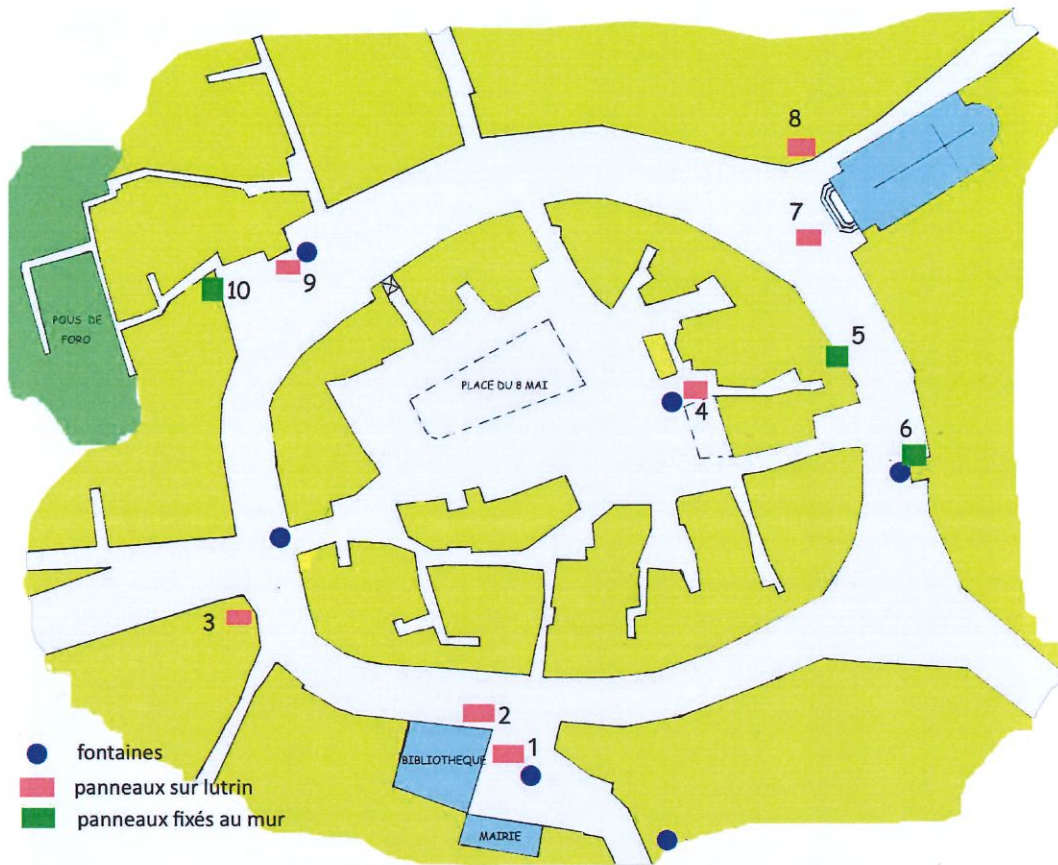 8
7
9
10
POUS DE
FORO
PLACE DU 8 MAI
5
4
6
3
2
1
BIBLIOTHEQUE
MAIRIE
fontaines
panneaux sur lutrin
panneaux fixés au mur